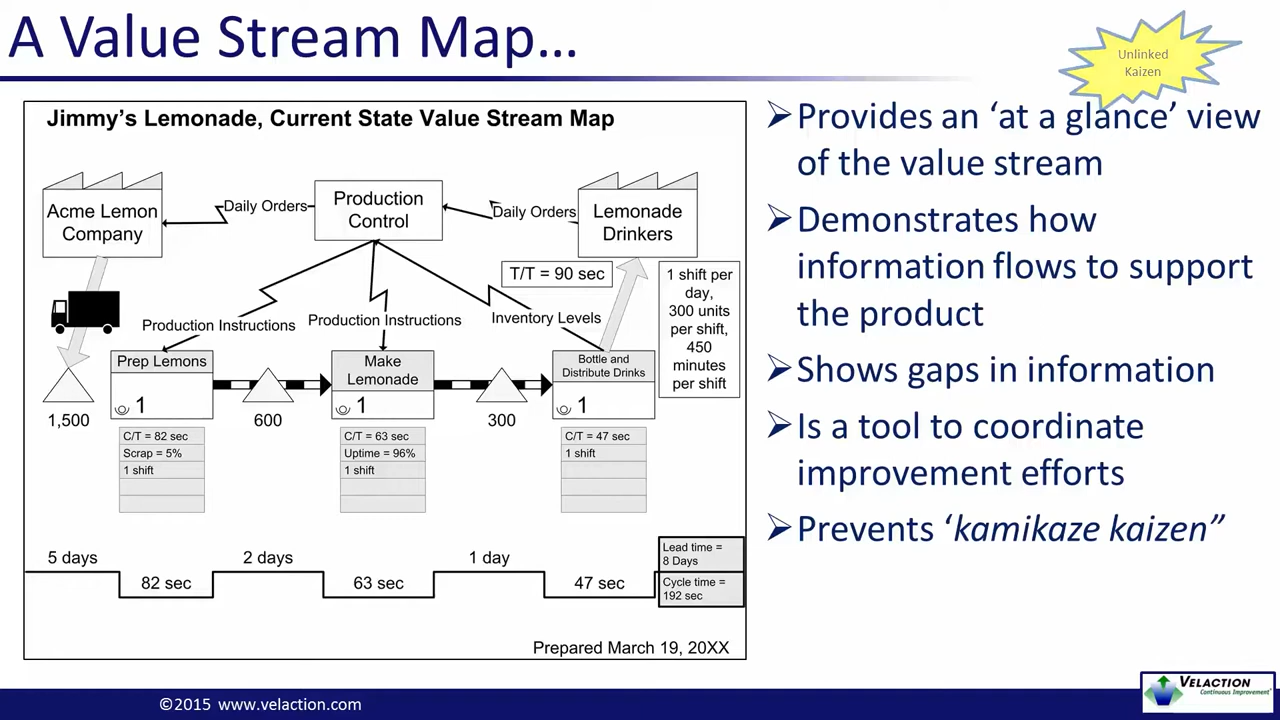 A Value Stream Map…
Unlinked
Kaizen
Jimmy's Lemonade, Current State Value Stream Map
Acme Lemon
Company
Daily Orders
Production
Control
Daily Orders
Lemonade
Drinkers
T/T = 90 sec
1 shift per
day,
300 units
per shift,
450
minutes
per shift
Production Instructions
Production Instructions
Inventory Levels
1,500
Prep Lemons
1
C/T = 82 sec
Scrap = 5%
1 shift
600
Make
Lemonade
1
C/T = 63 sec
Uptime = 96%
1 shift
300
Bottle and
Distribute Drinks
1
C/T = 47 sec
1 shift
5 days
82 sec
2 days
63 sec
1 day
47 sec
Lead time =
8 Days
Cycle time =
192 sec
Prepared March 19, 20XX
Provides an ‘at a glance’ view
of the value stream
Demonstrates how
information flows to support
the product
Shows gaps in information
Is a tool to coordinate
improvement efforts
Prevents ‘kamikaze kaizen”
©2015 www.velaction.com
VELACTION
Continuous Improvement